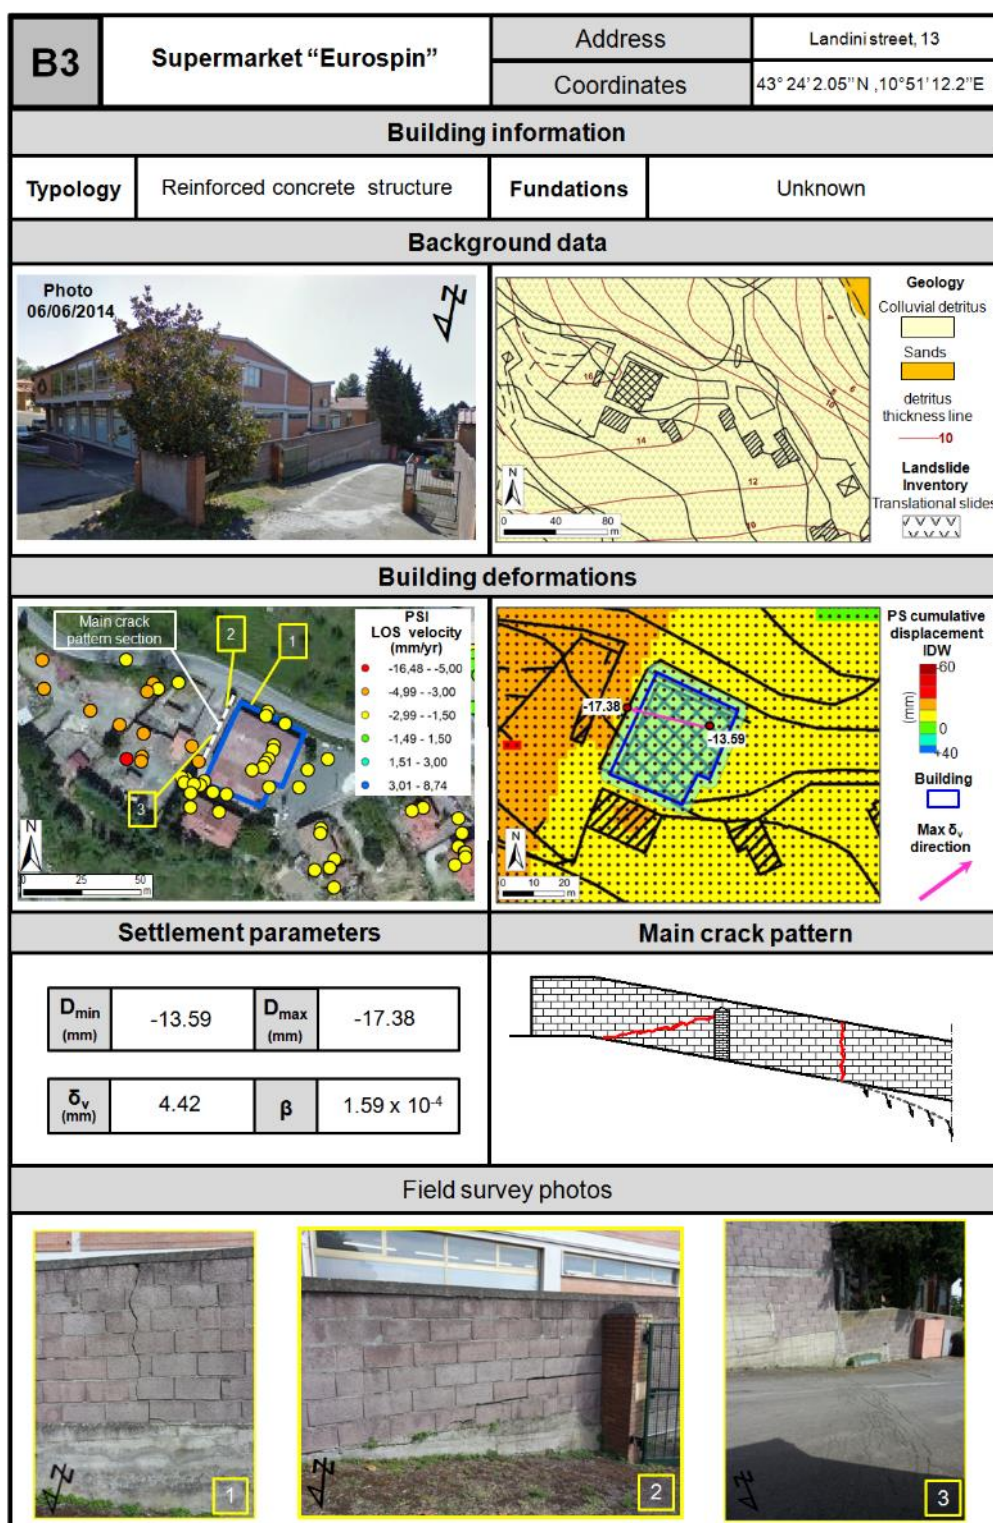 B3
Supermarket “Eurospin”
Address
Landini street, 13
Coordinates
43° 24’ 2.05’’ N ,10°51’ 12.2’’E
Building information
Typology
Reinforced concrete structure
Fundations
Unknown
Background data
Photo
06/06/2014
N
16
14
12
10
10
8
6
4
N
0 40 80
m
Geology
Colluvial detritus
Sands
detritus
thickness line
10
Landslide
Inventory
Translational slides
Building deformations
Main crack
pattern section
2
1
3
N
0 25 50
m
PSI
LOS velocity
(mm/yr)
-16,48 - -5,00
-4,99 - -3,00
-2,99 - -1,50
-1,49 - 1,50
1,51 - 3,00
3,01 - 8,74
-17.38
-13.59
N
0 10 20
m
PS cumulative
displacement
IDW
-60
(mm)
0
+40
Building
Max δv
direction
Settlement parameters
Main crack pattern
Dmin
(mm)
-13.59
Dmax
(mm)
-17.38
δv
(mm)
4.42
β
1.59 x 10-4
Field survey photos
N
1
N
2
N
3